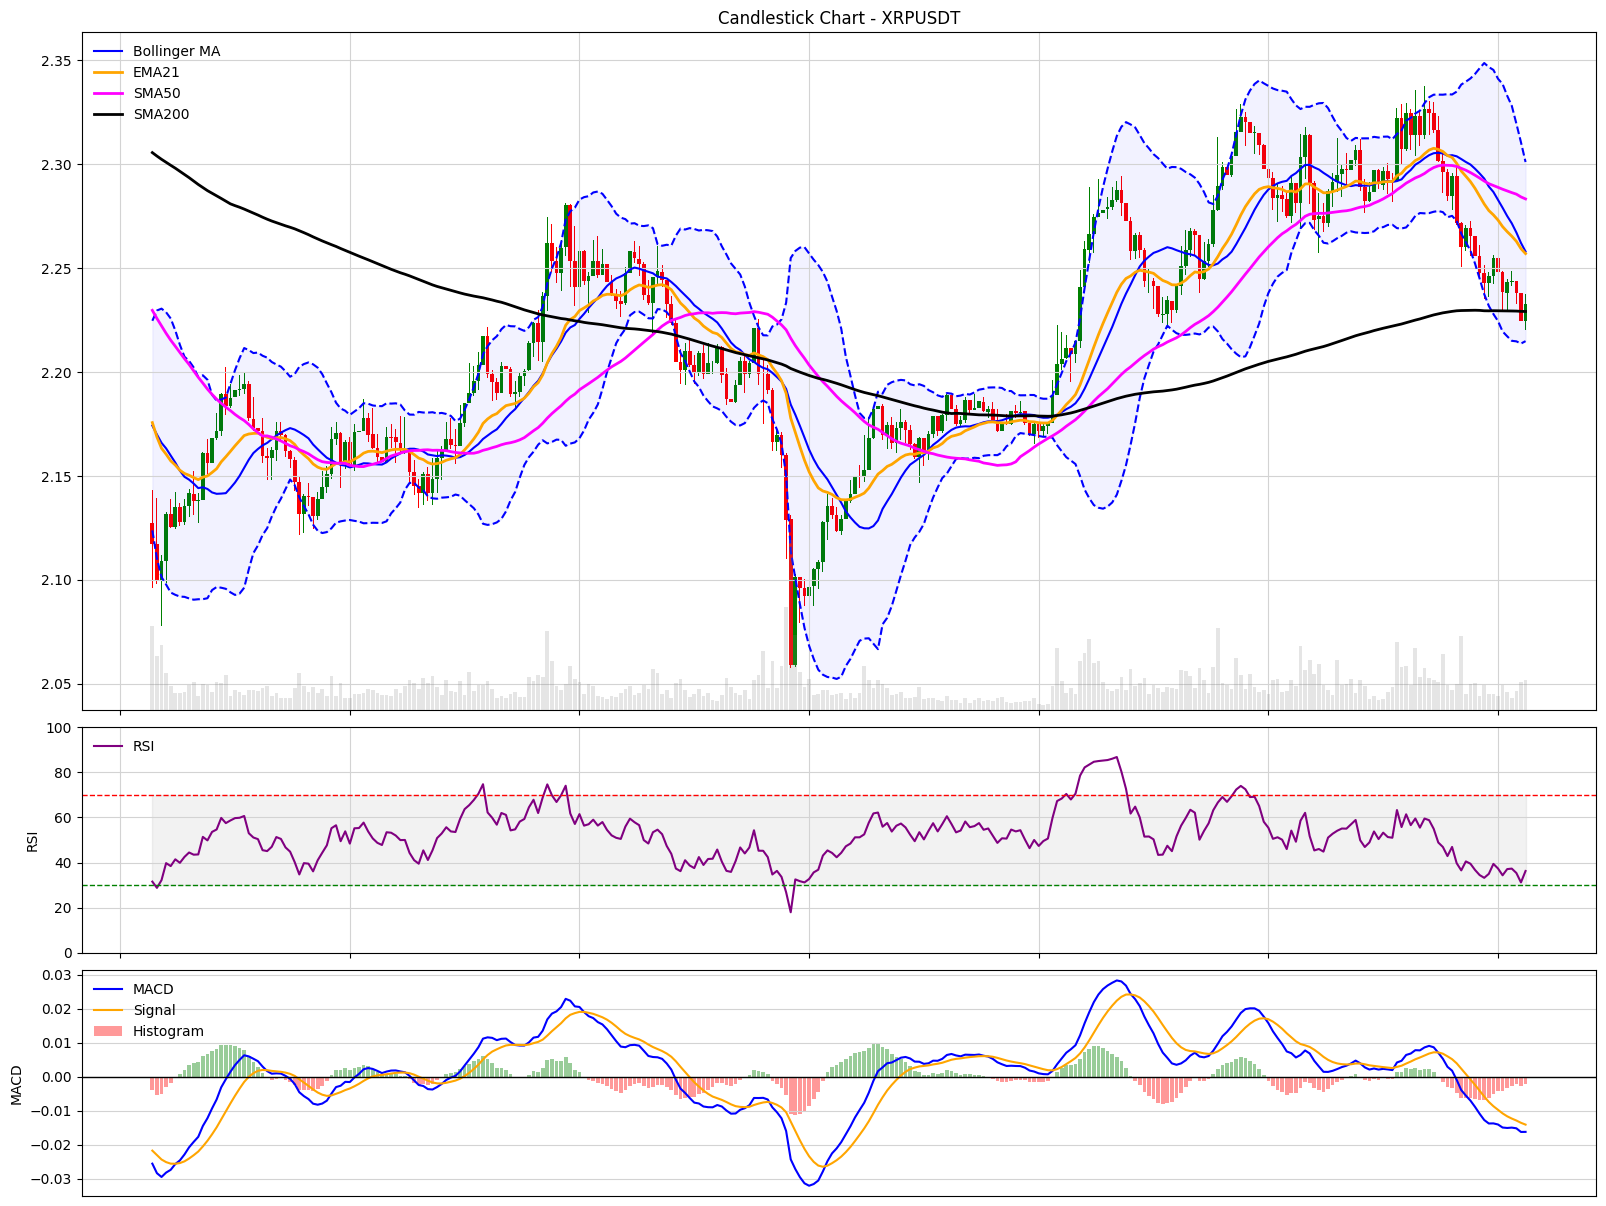 Candlestick Chart - XRPUSDT
Bollinger MA
EMA21
SMA50
SMA200
2.35
2.30
2.25
2.20
2.15
2.10
2.05
RSI
RSI
100
80
60
40
20
0
MACD
Signal
Histogram
MACD
0.03
0.02
0.01
0.00
−0.01
−0.02
−0.03